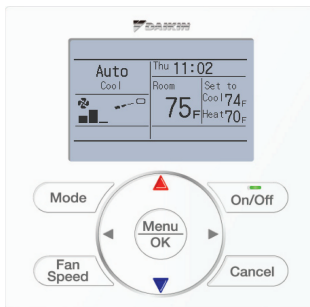 DAIKIN
Auto
Cool
Thu 11:02
Room
75F
Set to
Cool 74F
Heat 70F
Mode
On/Off
Menu
OK
Fan
Speed
Cancel